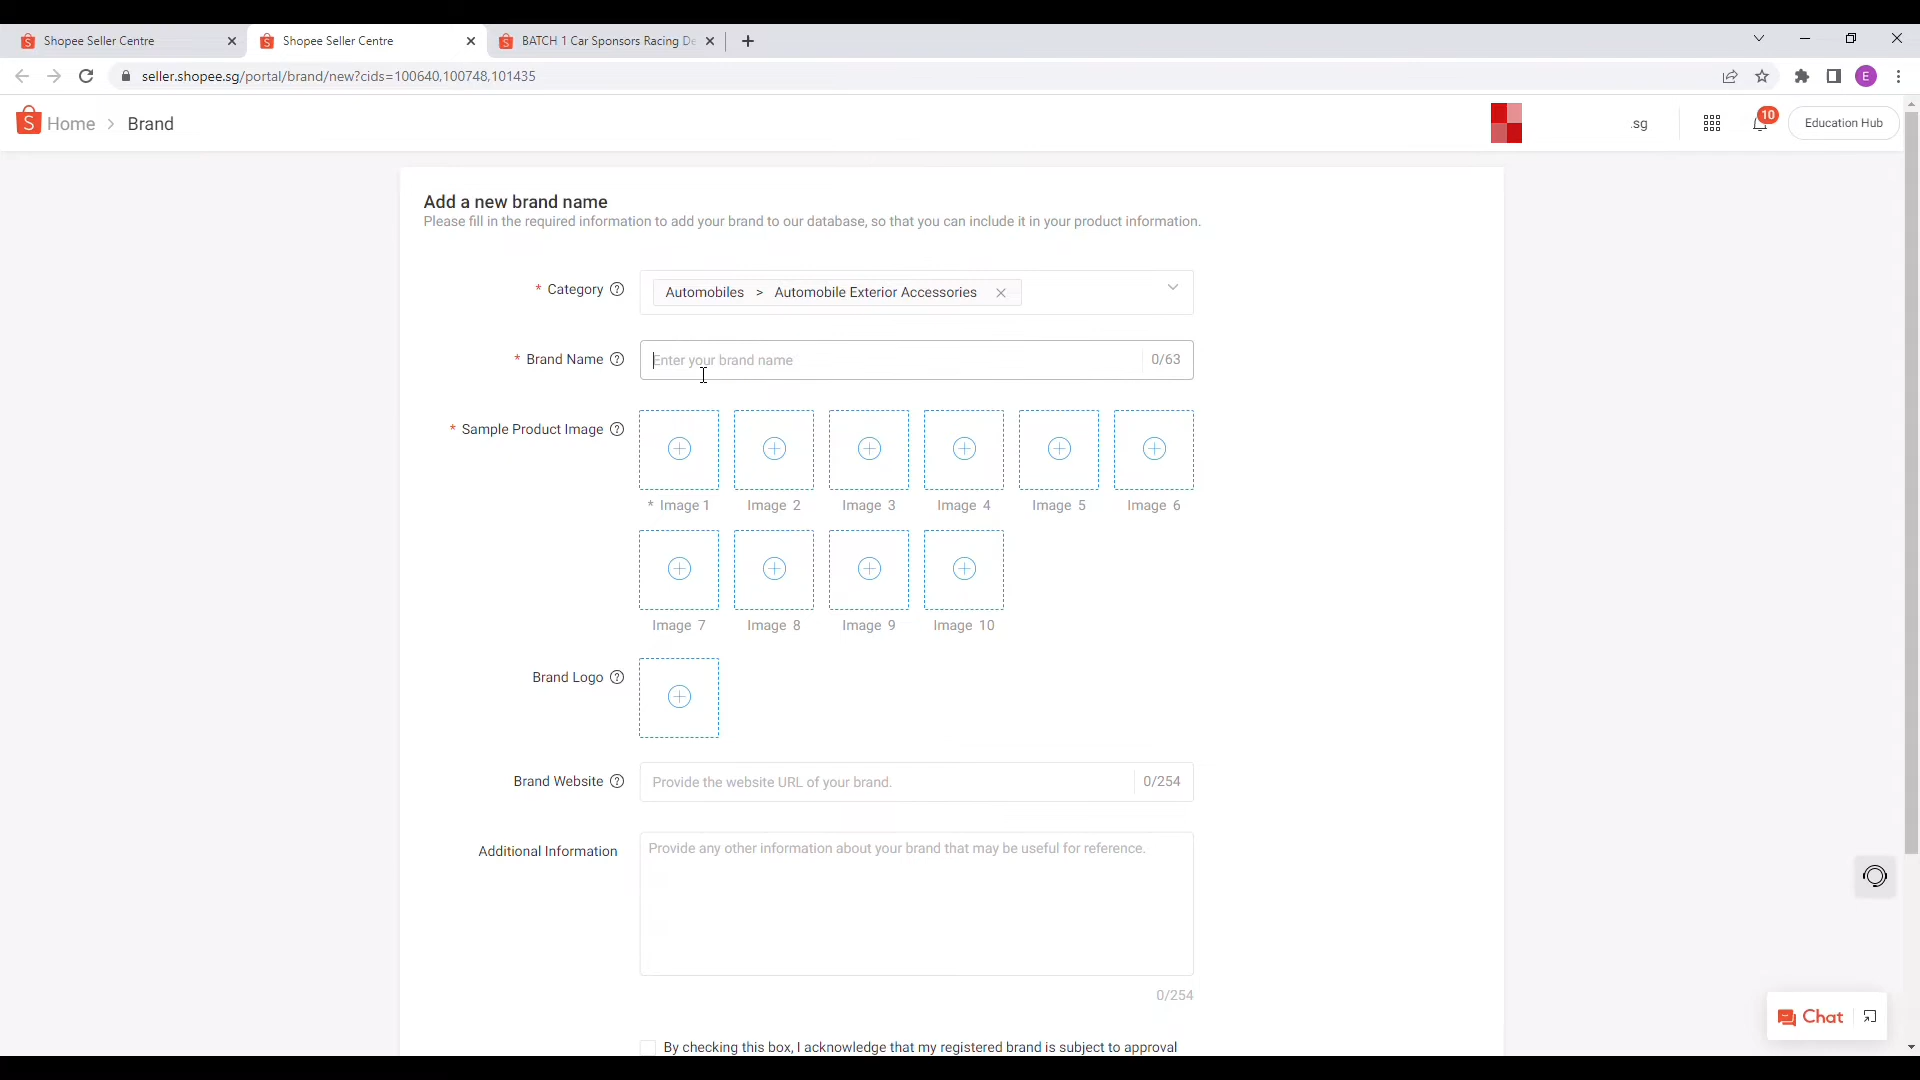 Shopee Seller Centre
Shopee Seller Centre
BATCH 1 Car Sponsors Racing De
seller.shopee.sg/portal/brand/new?cids=100640,100748,101435
E
S Home > Brand
.sg
10
Education Hub
Add a new brand name
Please fill in the required information to add your brand to our database, so that you can include it in your product information.
* Category ?
Automobiles > Automobile Exterior Accessories
* Brand Name ?
Enter your brand name
0/63
* Sample Product Image ?
* Image 1
Image 2
Image 3
Image 4
Image 5
Image 6
Image 7
Image 8
Image 9
Image 10
Brand Logo ?
Brand Website ?
Provide the website URL of your brand.
0/254
Additional Information
Provide any other information about your brand that may be useful for reference.
0/254
Chat
By checking this box, I acknowledge that my registered brand is subject to approval